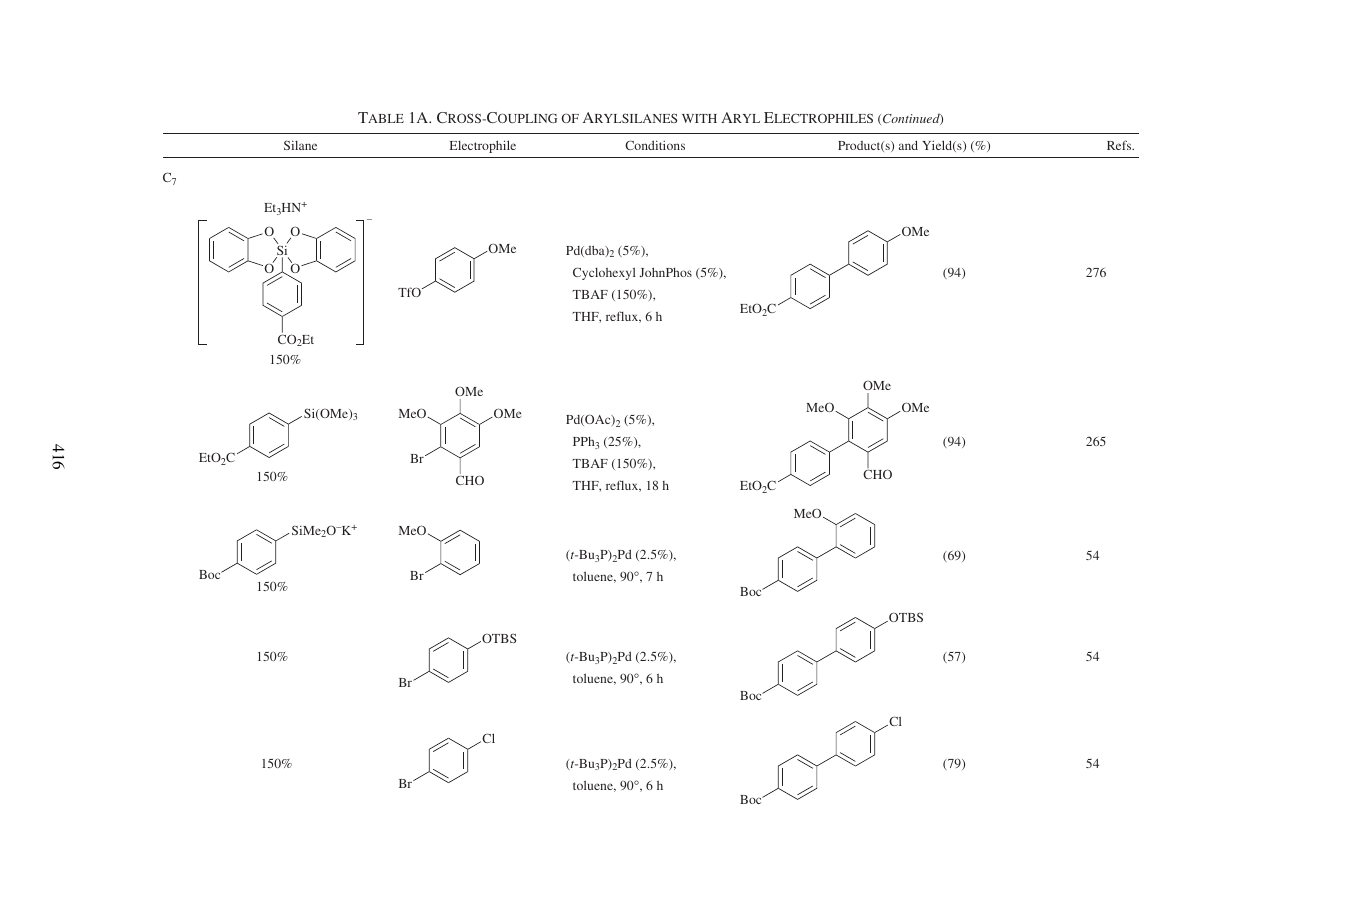 TABLE 1A. CROSS-COUPLING OF ARYLSILANES WITH ARYL ELECTROPHILES (Continued)
Silane Electrophile Conditions Product(s) and Yield(s) (%) Refs.
C7
Et3HN+
–
O O
Si
O O
CO2Et
150%
OMe
TfO
Pd(dba)2 (5%),
Cyclohexyl JohnPhos (5%),
TBAF (150%),
THF, reflux, 6 h
OMe
EtO2C
(94)
276
Si(OMe)3
EtO2C
150%
OMe
MeO OMe
Br
CHO
Pd(OAc)2 (5%),
PPh3 (25%),
TBAF (150%),
THF, reflux, 18 h
OMe
MeO OMe
CHO
EtO2C
(94)
265
SiMe2O–K+
Boc
150%
MeO
Br
(t-Bu3P)2Pd (2.5%),
toluene, 90°, 7 h
MeO
Boc
(69)
54
150%
OTBS
Br
(t-Bu3P)2Pd (2.5%),
toluene, 90°, 6 h
OTBS
Boc
(57)
54
150%
Cl
Br
(t-Bu3P)2Pd (2.5%),
toluene, 90°, 6 h
Cl
Boc
(79)
54
416